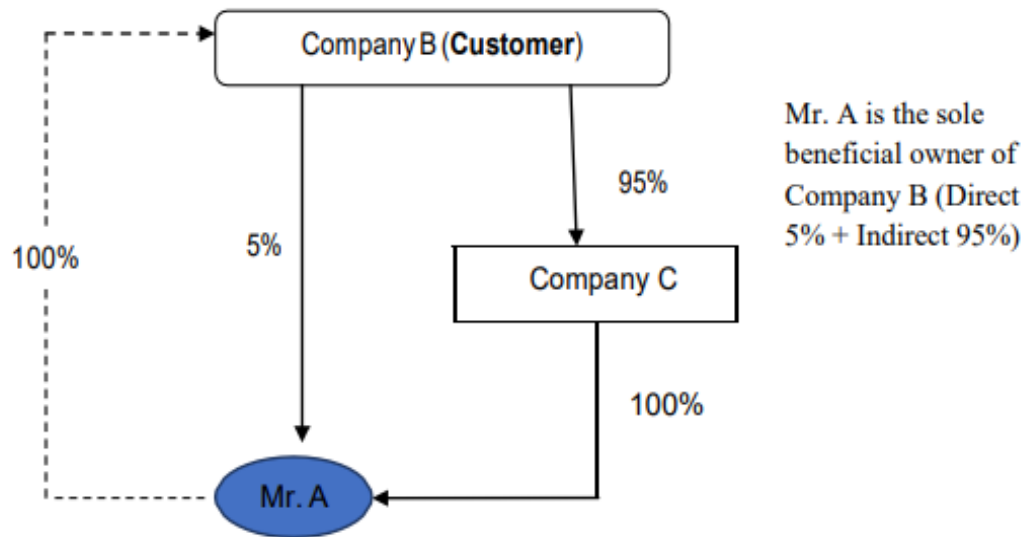 Company B (Customer)
Mr. A is the sole
beneficial owner of
Company B (Direct
5% + Indirect 95%)
95%
5%
100%
Company C
100%
Mr. A